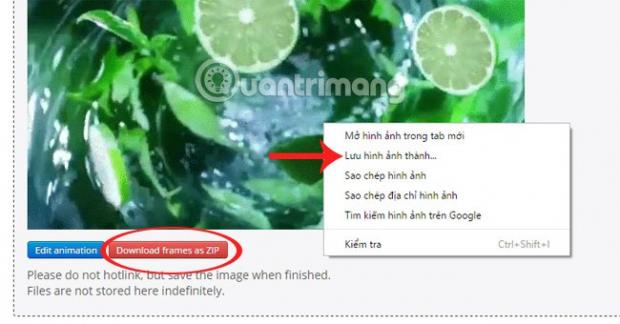 Quantrimang
Mở hình ảnh trong tab mới
Lưu hình ảnh thành...
Sao chép hình ảnh
Sao chép địa chỉ hình ảnh
Tìm kiếm hình ảnh trên Google
Kiểm tra Ctrl+Shift+I
Edit animation Download frames as ZIP
Please do not hotlink, but save the image when finished.
Files are not stored here indefinitely.